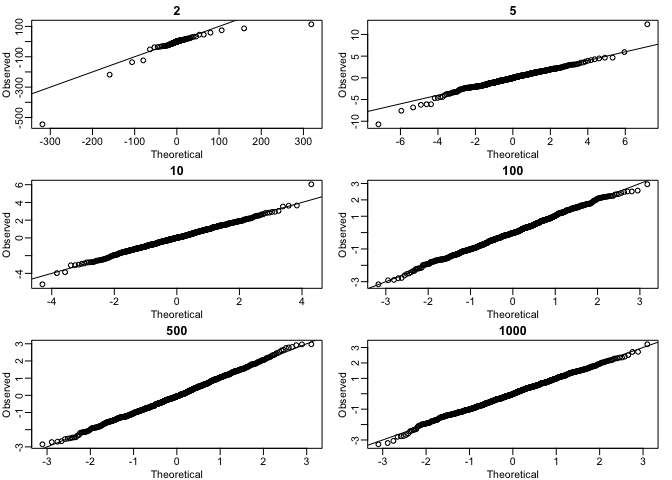 2
Observed
-500 -300 -100 100
-300 -200 -100 0 100 200 300
Theoretical
5
Observed
-10 -5 0 5 10
-6 -4 -2 0 2 4 6
Theoretical
10
Observed
-4 0 2 4 6
-4 -2 0 2 4
Theoretical
100
Observed
-3 -1 1 2 3
-3 -2 -1 0 1 2 3
Theoretical
500
Observed
-3 -1 0 1 2 3
-3 -2 -1 0 1 2 3
Theoretical
1000
Observed
-3 -1 1 2 3
-3 -2 -1 0 1 2 3
Theoretical